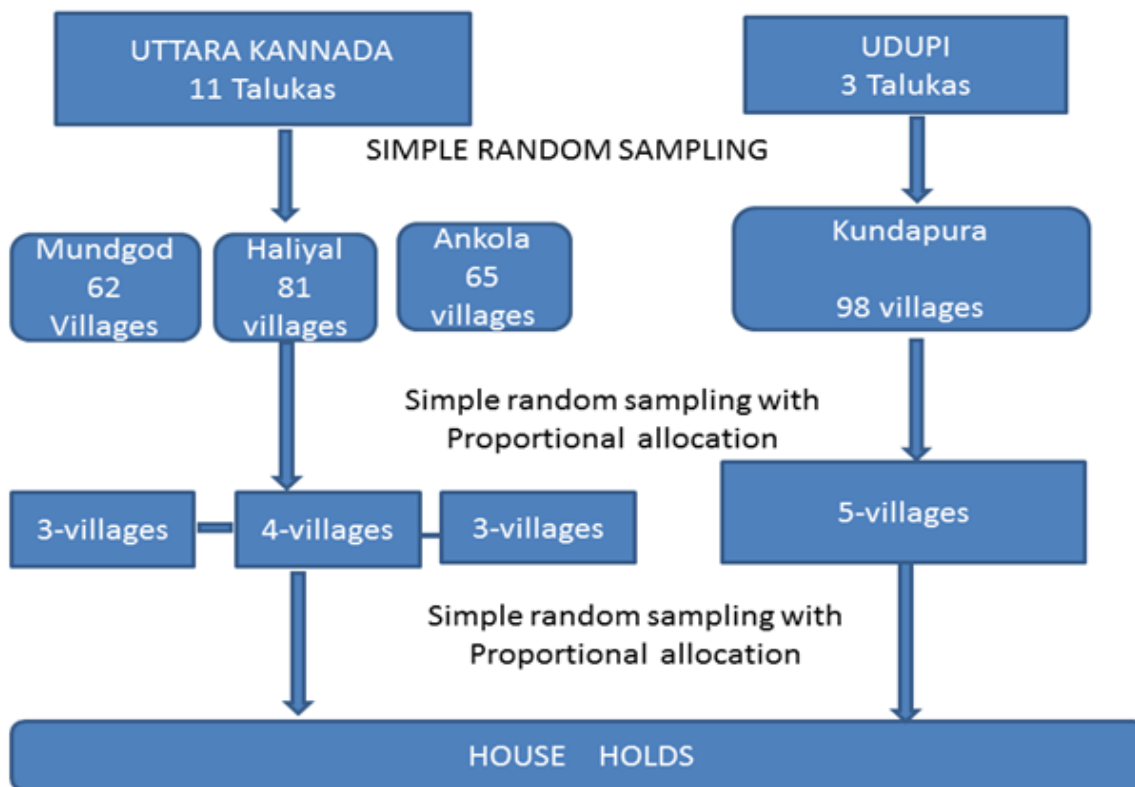 UTTARA KANNADA
11 Talukas
UDUPI
3 Talukas
SIMPLE RANDOM SAMPLING
Mundgod
62
Villages
Haliyal
81
villages
Ankola
65
villages
Kundapura
98 villages
Simple random sampling with
Proportional allocation
3-villages
4-villages
3-villages
5-villages
Simple random sampling with
Proportional allocation
HOUSE HOLDS